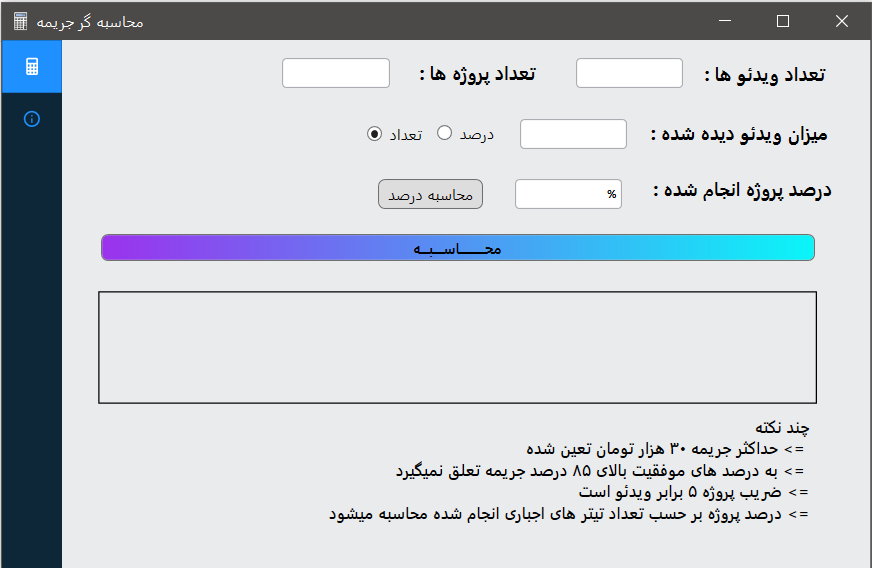 محاسبه گر جریمه
تعداد ویدئو ها : تعداد پروژه ها :
میزان ویدئو دیده شده : درصد تعداد
درصد پروژه انجام شده : % محاسبه درصد
محـــــاســـبــه
چند نکته
=> حداکثر جریمه ۳۰ هزار تومان تعین شده
=> به درصد های موفقیت بالای ۸۵ درصد جریمه تعلق نمیگیرد
=> ضریب پروژه ۵ برابر ویدئو است
=> درصد پروژه بر حسب تعداد تیتر های اجباری انجام شده محاسبه میشود